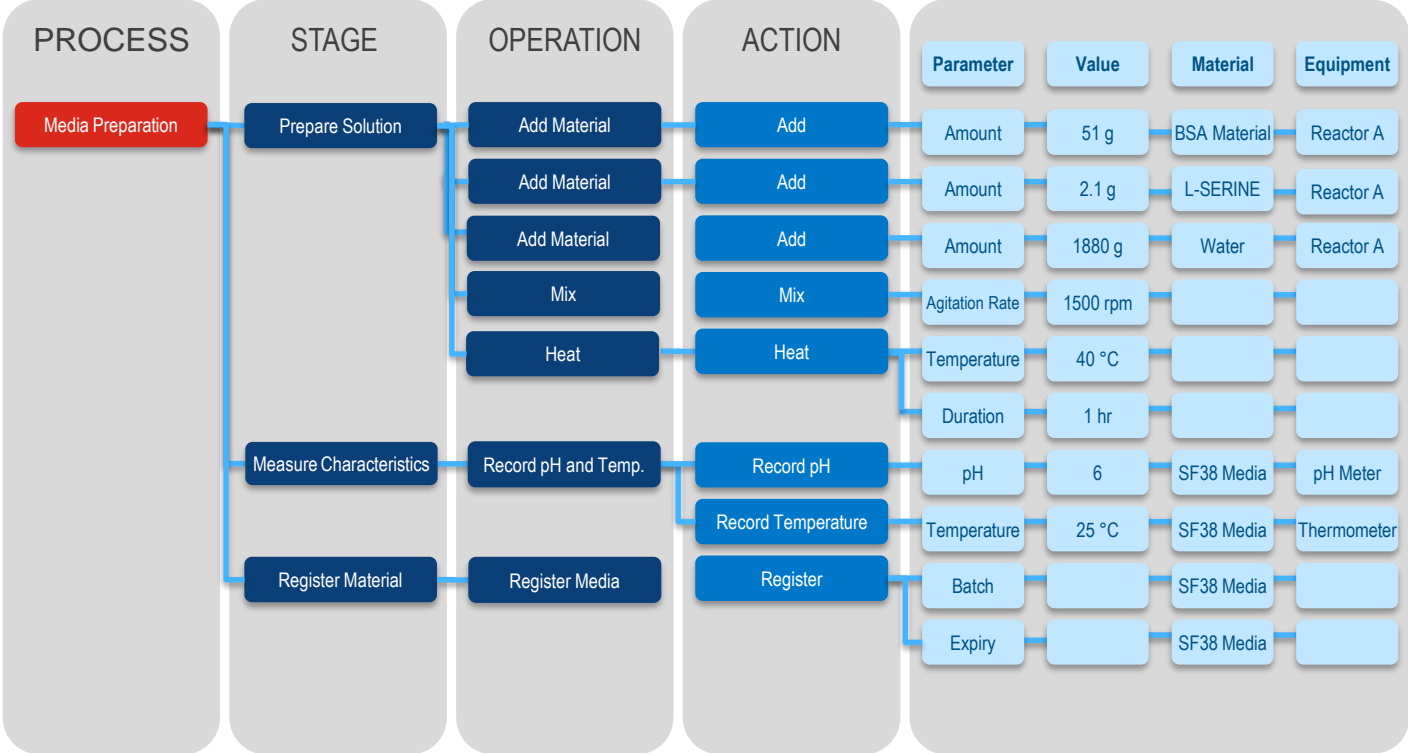 PROCESS STAGE OPERATION ACTION
Parameter Value Material Equipment
Media Preparation Prepare Solution Add Material Add Amount 51 g BSA Material Reactor A
Add Material Add Amount 2.1 g L-SERINE Reactor A
Add Material Add Amount 1880 g Water Reactor A
Mix Mix Agitation Rate 1500 rpm
Heat Heat Temperature 40 °C
Duration 1 hr
Measure Characteristics Record pH and Temp. Record pH pH 6 SF38 Media pH Meter
Record Temperature Temperature 25 °C SF38 Media Thermometer
Register Material Register Media Register Batch SF38 Media
Expiry SF38 Media